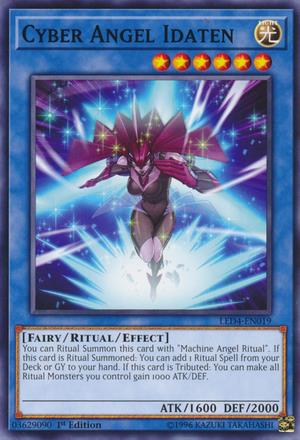 CYBER ANGEL IDATEN
LIGHT
光
LED4-EN019
[FAIRY/RITUAL/EFFECT]
You can Ritual Summon this card with "Machine Angel Ritual". If
this card is Ritual Summoned: You can add 1 Ritual Spell from your
Deck or GY to your hand. If this card is Tributed: You can make all
Ritual Monsters you control gain 1000 ATK/DEF.
ATK/1600 DEF/2000
03629090 1st Edition ©1996 KAZUKI TAKAHASHI